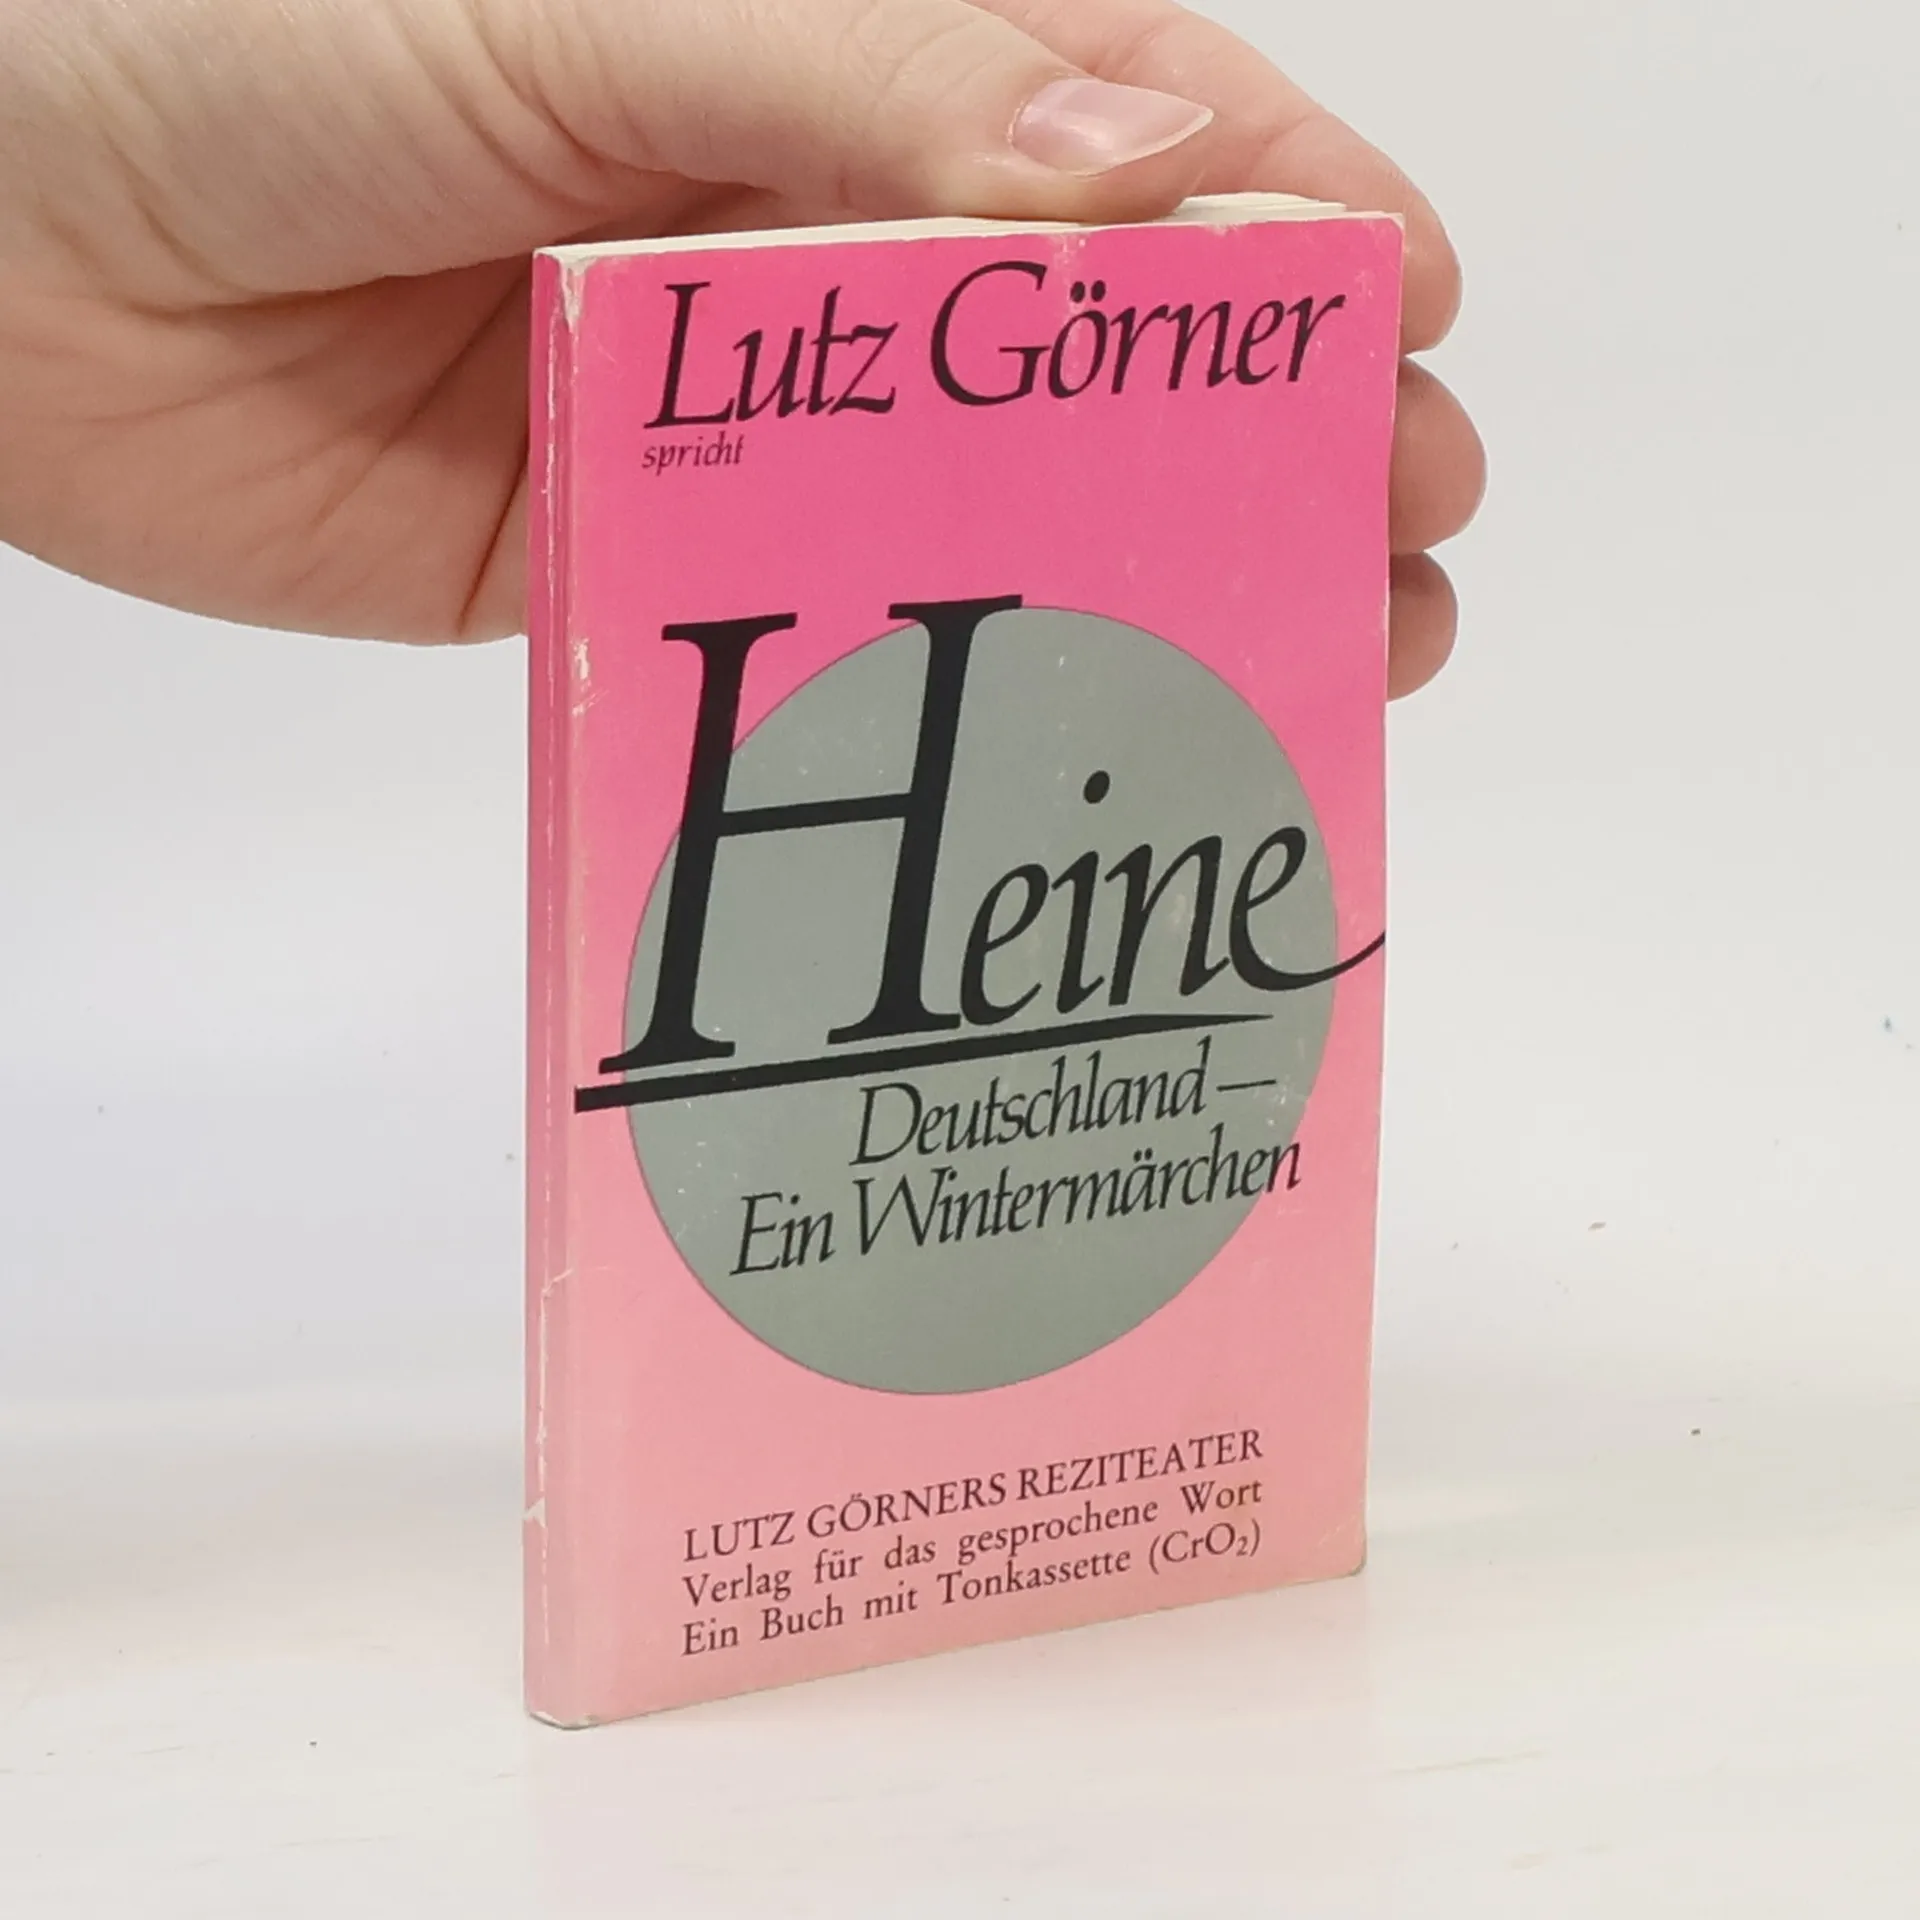 Lutz Görner
spricht
Heine
Deutschland —
Ein Wintermärchen
LUTZ GÖRNERS REZITEATER
Verlag für das gesprochene Wort
Ein Buch mit Tonkassette (CrO₂)